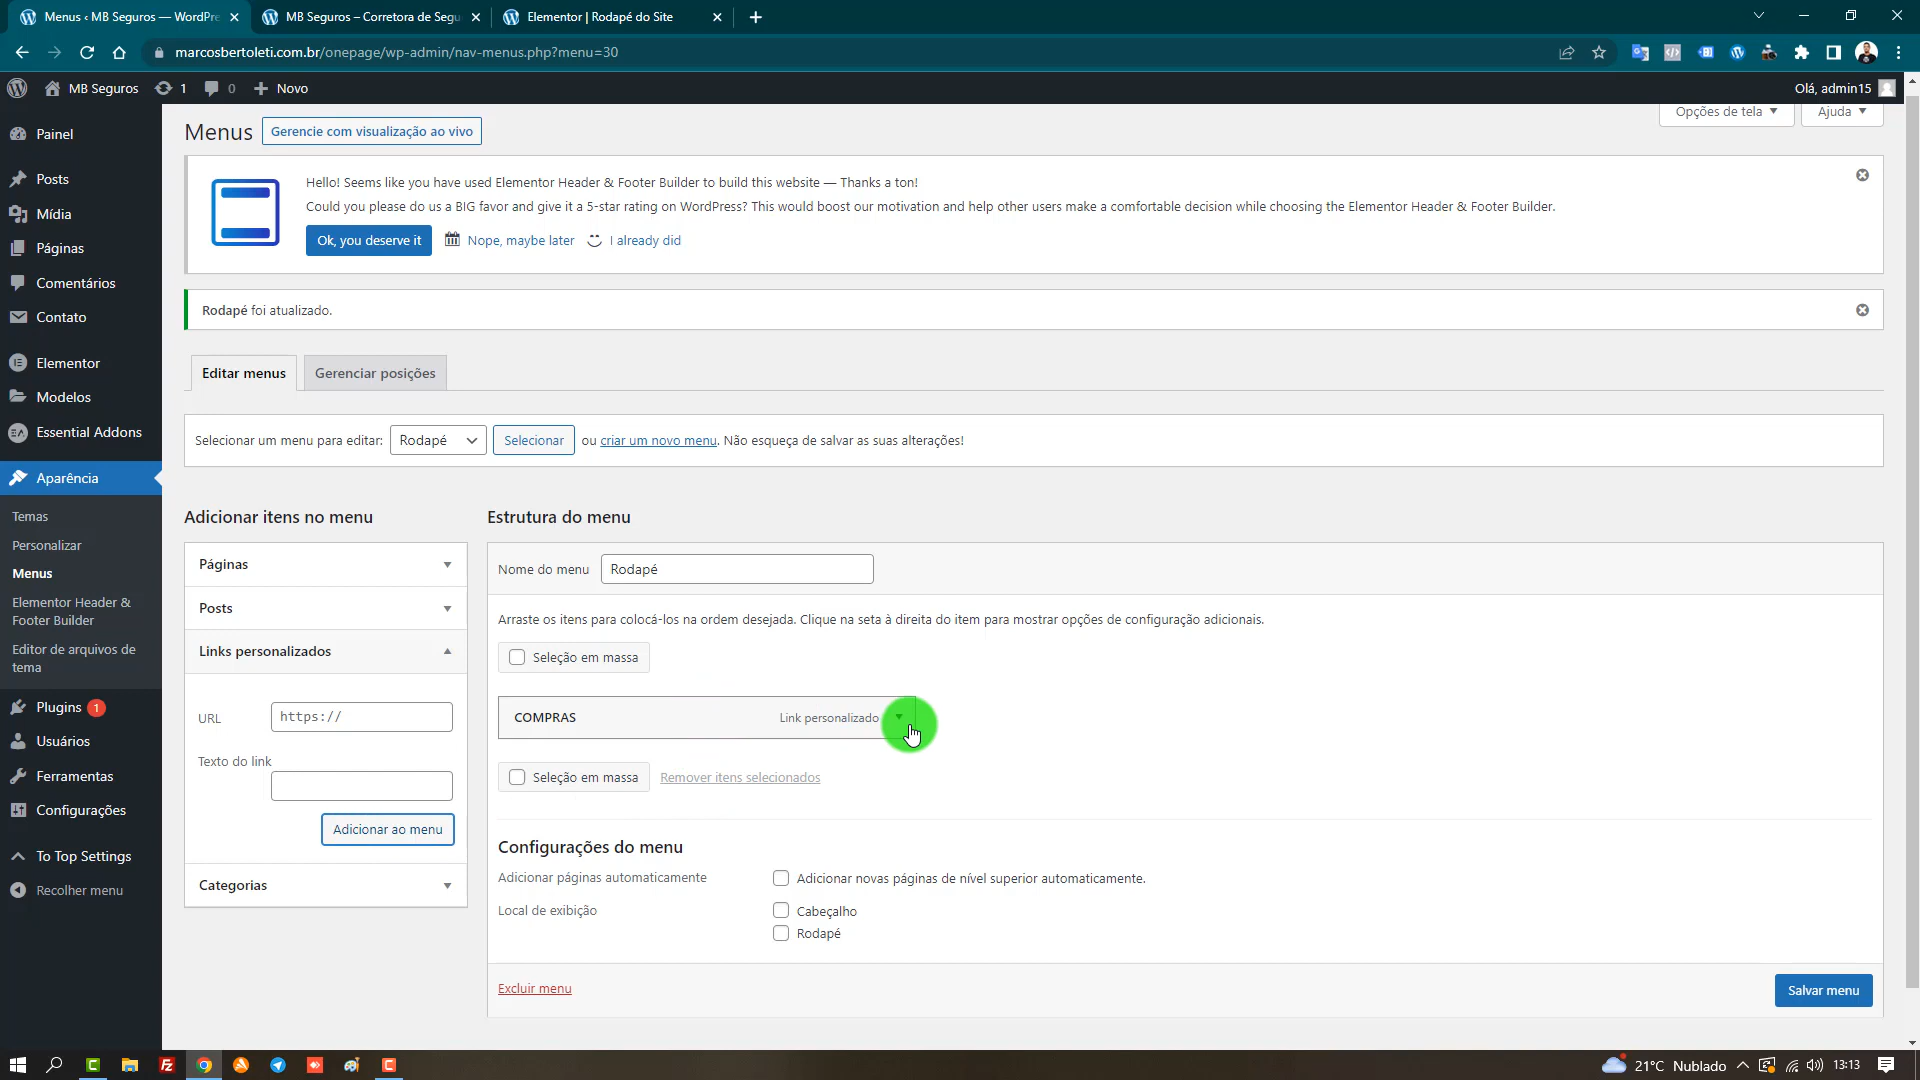 Menus ‹ MB Seguros — WordPre
MB Seguros – Corretora de Segu
Elementor | Rodapé do Site
marcosbertoleti.com.br/onepage/wp-admin/nav-menus.php?menu=30
MB Seguros
1
0
Novo
Olá, admin15
Painel
Posts
Mídia
Páginas
Comentários
Contato
Elementor
Modelos
Essential Addons
Aparência
Temas
Personalizar
Menus
Elementor Header &
Footer Builder
Editor de arquivos de
tema
Plugins 1
Usuários
Ferramentas
Configurações
To Top Settings
Recolher menu
Menus
Gerencie com visualização ao vivo
Opções de tela
Ajuda
Hello! Seems like you have used Elementor Header & Footer Builder to build this website — Thanks a ton!
Could you please do us a BIG favor and give it a 5-star rating on WordPress? This would boost our motivation and help other users make a comfortable decision while choosing the Elementor Header & Footer Builder.
Ok, you deserve it
Nope, maybe later
I already did
Rodapé foi atualizado.
Editar menus
Gerenciar posições
Selecionar um menu para editar:
Rodapé
Selecionar
ou criar um novo menu. Não esqueça de salvar as suas alterações!
Adicionar itens no menu
Páginas
Posts
Links personalizados
URL
https://
Texto do link
Adicionar ao menu
Categorias
Estrutura do menu
Nome do menu
Rodapé
Arraste os itens para colocá-los na ordem desejada. Clique na seta à direita do item para mostrar opções de configuração adicionais.
Seleção em massa
COMPRAS
Link personalizado
Seleção em massa
Remover itens selecionados
Configurações do menu
Adicionar páginas automaticamente
Adicionar novas páginas de nível superior automaticamente.
Local de exibição
Cabeçalho
Rodapé
Excluir menu
Salvar menu
21°C Nublado
13:13